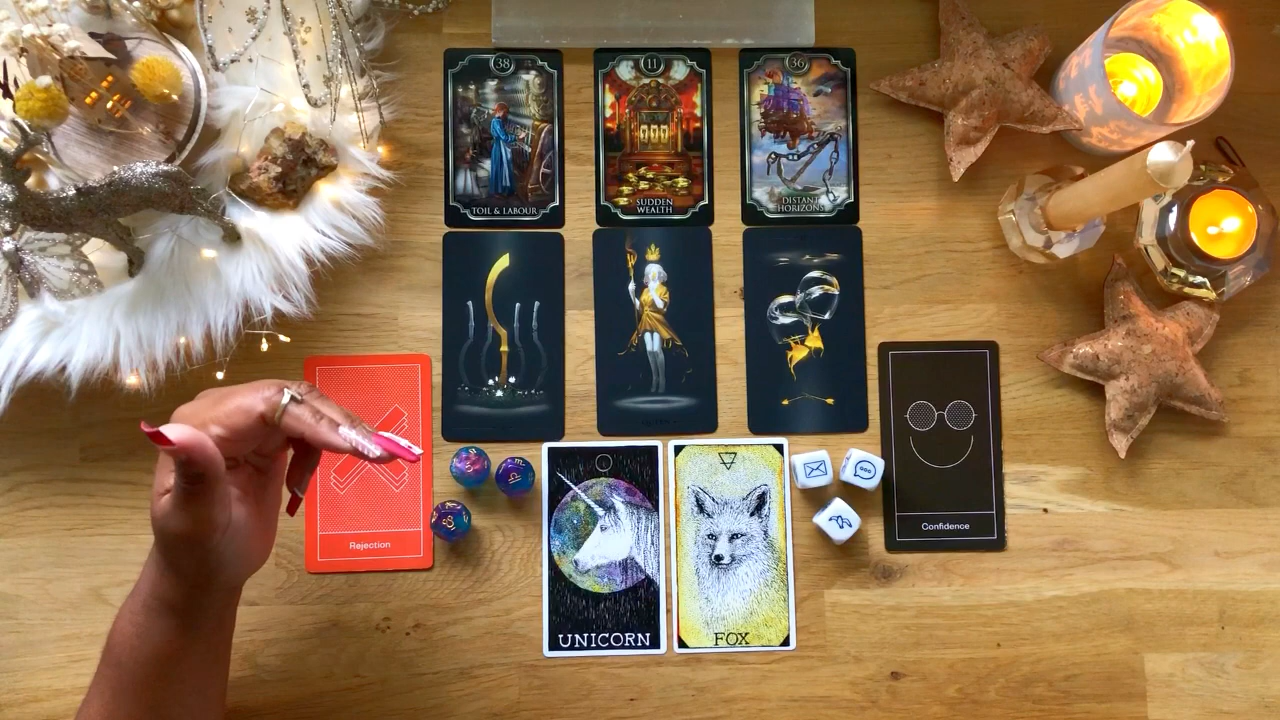 38
TOIL & LABOUR
11
SUDDEN
WEALTH
36
DISTANT
HORIZONS
Rejection
UNICORN
FOX
Confidence